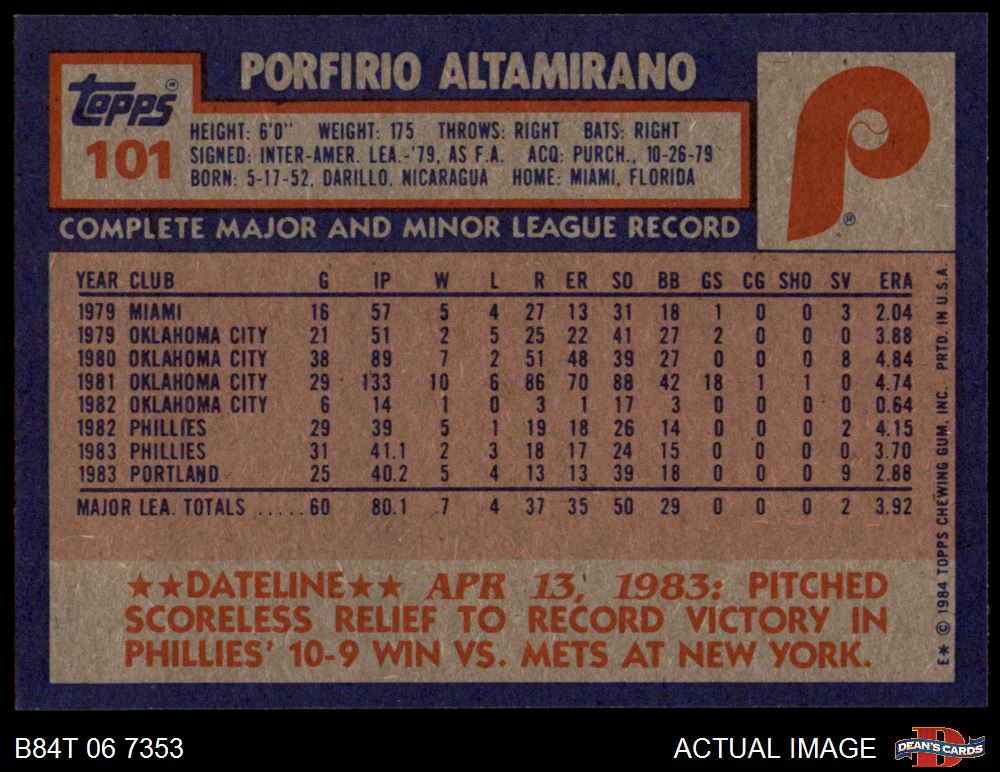 PORFIRIO ALTAMIRANO
Topps®
101
HEIGHT: 6'0" WEIGHT: 175 THROWS: RIGHT BATS: RIGHT
SIGNED: INTER-AMER. LEA.-'79, AS F.A. ACQ: PURCH., 10-26-79
BORN: 5-17-52, DARILLO, NICARAGUA HOME: MIAMI, FLORIDA
P®
COMPLETE MAJOR AND MINOR LEAGUE RECORD
YEAR CLUB G IP W L R ER SO BB GS CG SHO SV ERA
1979 MIAMI 16 57 5 4 27 13 31 18 1 0 0 3 2.04
1979 OKLAHOMA CITY 21 51 2 5 25 22 41 27 2 0 0 0 3.88
1980 OKLAHOMA CITY 38 89 7 2 51 48 39 27 0 0 0 8 4.84
1981 OKLAHOMA CITY 29 133 10 6 86 70 88 42 18 1 1 0 4.74
1982 OKLAHOMA CITY 6 14 1 0 3 1 17 3 0 0 0 0 0.64
1982 PHILLIES 29 39 5 1 19 18 26 14 0 0 0 2 4.15
1983 PHILLIES 31 41.1 2 3 18 17 24 15 0 0 0 0 3.70
1983 PORTLAND 25 40.2 5 4 13 13 39 18 0 0 0 9 2.88
MAJOR LEA. TOTALS .....60 80.1 7 4 37 35 50 29 0 0 0 2 3.92
★★DATELINE★★ APR 13, 1983: PITCHED
SCORELESS RELIEF TO RECORD VICTORY IN
PHILLIES' 10-9 WIN VS. METS AT NEW YORK.
E* © 1984 TOPPS CHEWING GUM, INC. PRTD. IN U.S.A.
B84T 06 7353
ACTUAL IMAGE
D
DEAN'S CARDS